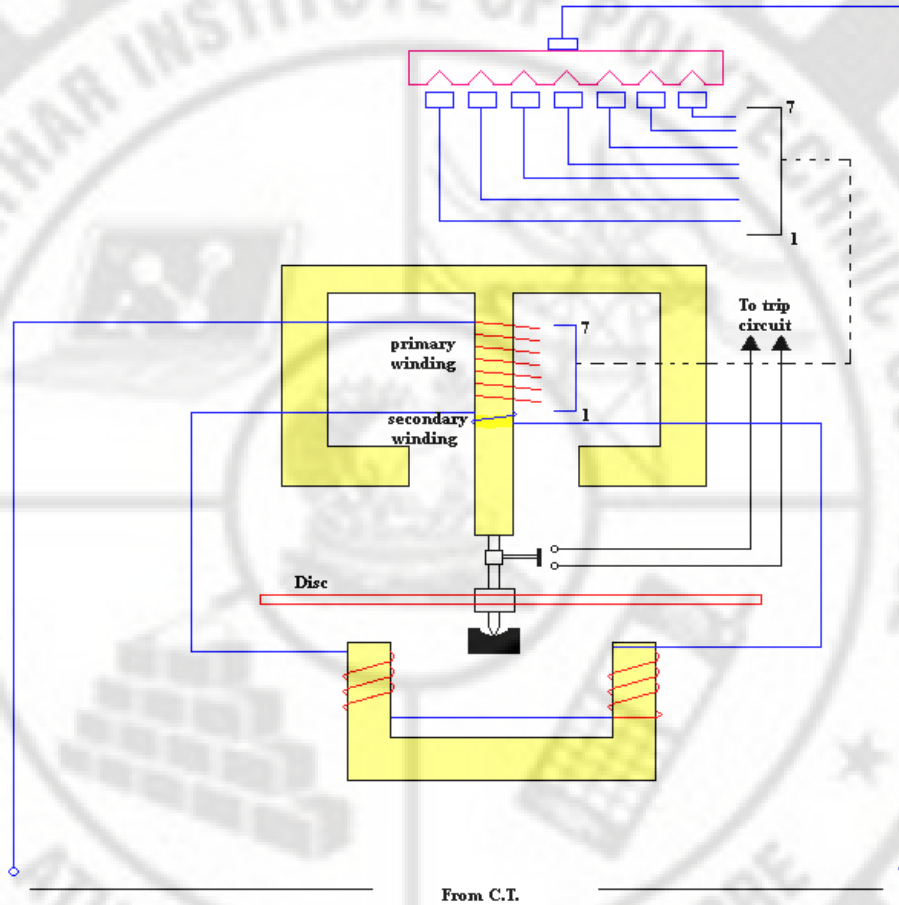 7
1
To trip
circuit
primary
winding
7
1
secondary
winding
Disc
From C.T.